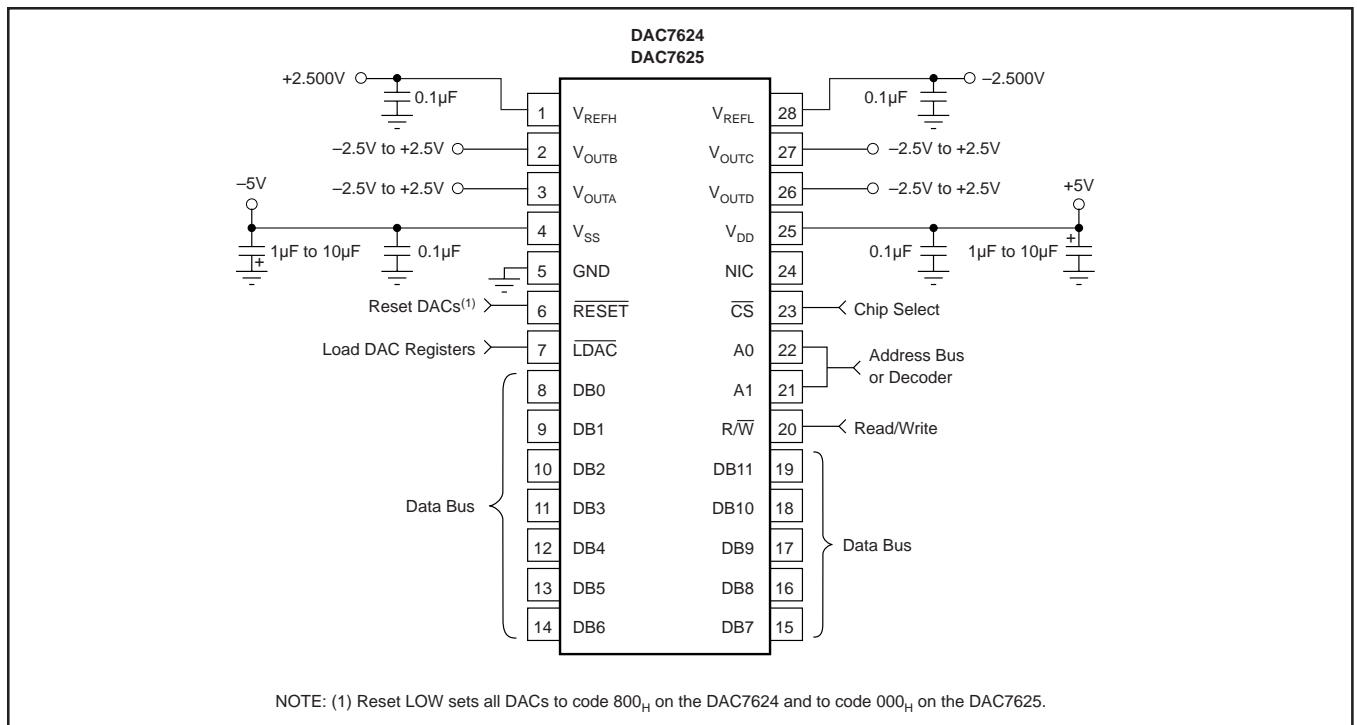 DAC7624
DAC7625
+2.500V
0.1µF
–2.500V
0.1µF
1 V_REFH
V_REFL 28
–2.5V to +2.5V
2 V_OUTB
V_OUTC 27
–2.5V to +2.5V
–5V
–2.5V to +2.5V
3 V_OUTA
V_OUTD 26
–2.5V to +2.5V
+5V
4 V_SS
V_DD 25
+
1µF to 10µF
0.1µF
0.1µF
1µF to 10µF
+
5 GND
NIC 24
Reset DACs(1)
6 R̅E̅S̅E̅T̅
C̅S̅ 23
Chip Select
Load DAC Registers
7 L̅D̅A̅C̅
A0 22
Address Bus
or Decoder
8 DB0
A1 21
9 DB1
R/W̅ 20
Read/Write
10 DB2
DB11 19
Data Bus
11 DB3
DB10 18
12 DB4
DB9 17
Data Bus
13 DB5
DB8 16
14 DB6
DB7 15
NOTE: (1) Reset LOW sets all DACs to code 800_H on the DAC7624 and to code 000_H on the DAC7625.